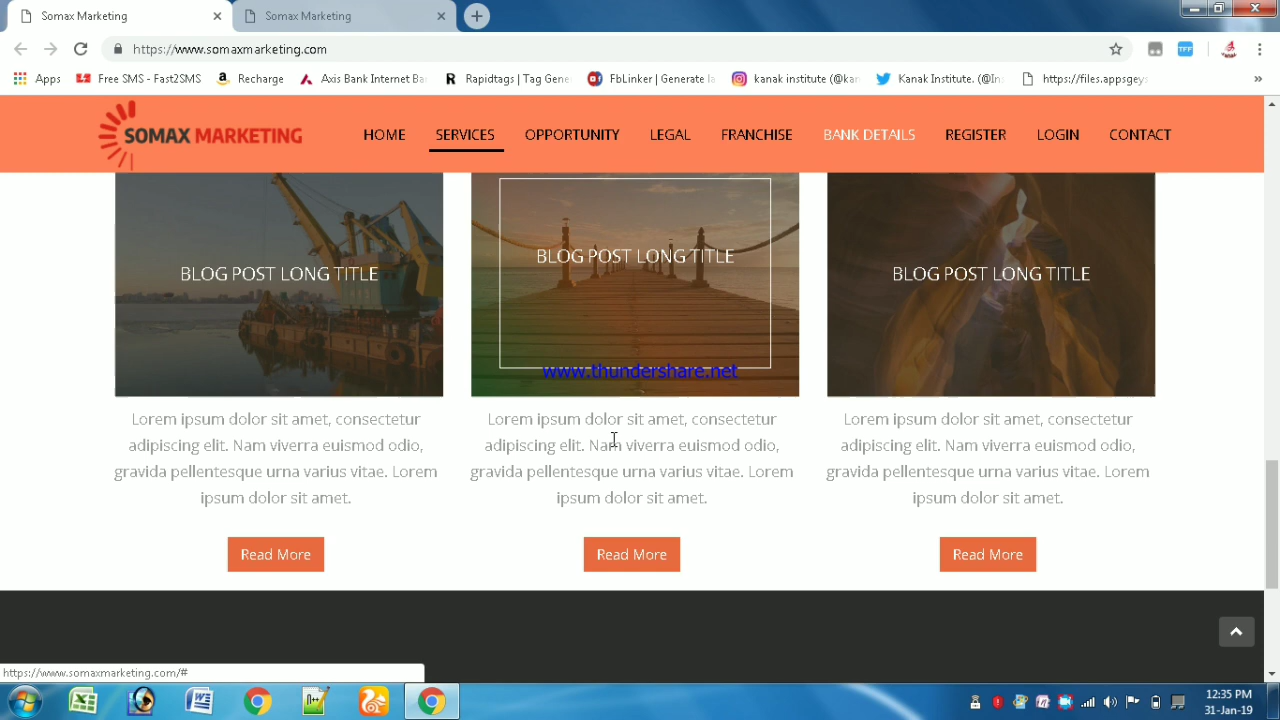 Somax Marketing
Somax Marketing
https://www.somaxmarketing.com
Apps
Free SMS - Fast2SMS
Recharge
Axis Bank Internet Ba
Rapidtags | Tag Gene
FbLinker | Generate la
kanak institute (@kan
Kanak Institute. (@In
https://files.appsgeys
SOMAX MARKETING
HOME
SERVICES
OPPORTUNITY
LEGAL
FRANCHISE
BANK DETAILS
REGISTER
LOGIN
CONTACT
BLOG POST LONG TITLE
Lorem ipsum dolor sit amet, consectetur
adipiscing elit. Nam viverra euismod odio,
gravida pellentesque urna varius vitae. Lorem
ipsum dolor sit amet.
Read More
BLOG POST LONG TITLE
www.thundershare.net
Lorem ipsum dolor sit amet, consectetur
adipiscing elit. Nam viverra euismod odio,
gravida pellentesque urna varius vitae. Lorem
ipsum dolor sit amet.
Read More
BLOG POST LONG TITLE
Lorem ipsum dolor sit amet, consectetur
adipiscing elit. Nam viverra euismod odio,
gravida pellentesque urna varius vitae. Lorem
ipsum dolor sit amet.
Read More
https://www.somaxmarketing.com/#
12:35 PM
31-Jan-19